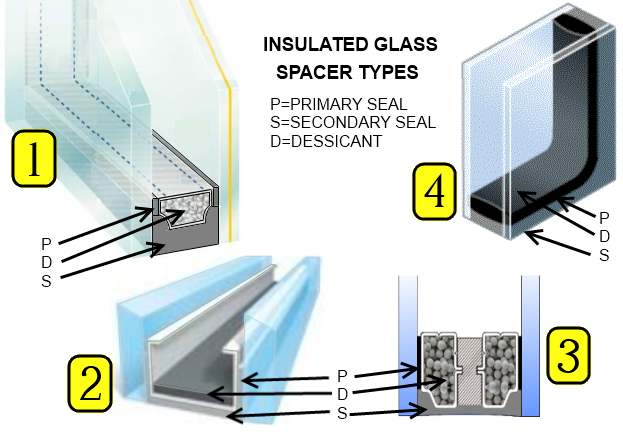 INSULATED GLASS
SPACER TYPES
P=PRIMARY SEAL
S=SECONDARY SEAL
D=DESSICANT
1
P
D
S
4
P
D
S
2
P
D
S
3